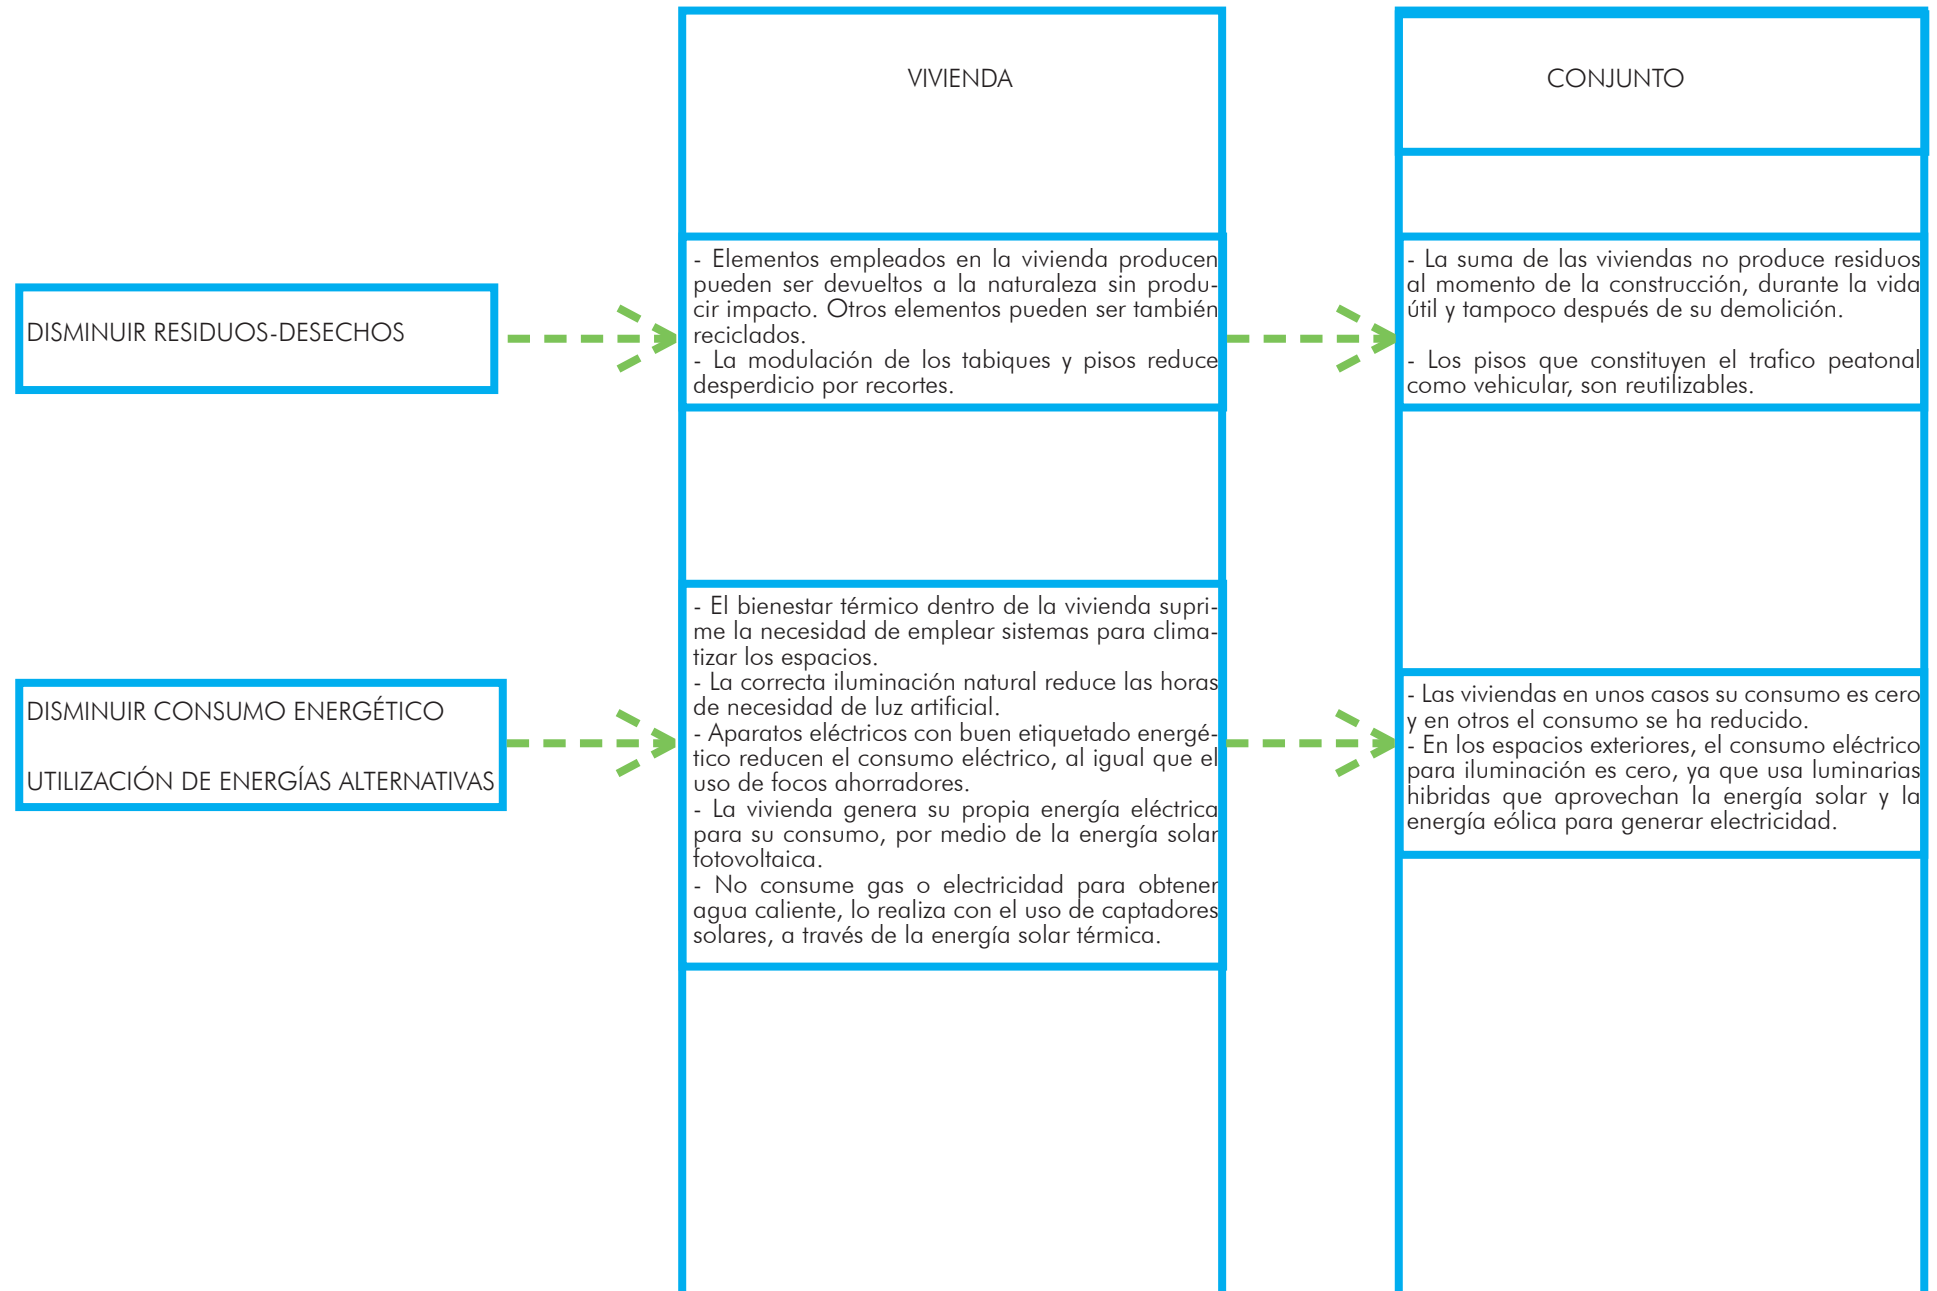 VIVIENDA
CONJUNTO
DISMINUIR RESIDUOS-DESECHOS
- Elementos empleados en la vivienda producen
pueden ser devueltos a la naturaleza sin produ-
cir impacto. Otros elementos pueden ser también
reciclados.
- La modulación de los tabiques y pisos reduce
desperdicio por recortes.
- La suma de las viviendas no produce residuos
al momento de la construcción, durante la vida
útil y tampoco después de su demolición.
- Los pisos que constituyen el trafico peatonal
como vehicular, son reutilizables.
DISMINUIR CONSUMO ENERGÉTICO
UTILIZACIÓN DE ENERGÍAS ALTERNATIVAS
- El bienestar térmico dentro de la vivienda supri-
me la necesidad de emplear sistemas para clima-
tizar los espacios.
- La correcta iluminación natural reduce las horas
de necesidad de luz artificial.
- Aparatos eléctricos con buen etiquetado energé-
tico reducen el consumo eléctrico, al igual que el
uso de focos ahorradores.
- La vivienda genera su propia energía eléctrica
para su consumo, por medio de la energía solar
fotovoltaica.
- No consume gas o electricidad para obtener
agua caliente, lo realiza con el uso de captadores
solares, a través de la energía solar térmica.
- Las viviendas en unos casos su consumo es cero
y en otros el consumo se ha reducido.
- En los espacios exteriores, el consumo eléctrico
para iluminación es cero, ya que usa luminarias
hibridas que aprovechan la energía solar y la
energía eólica para generar electricidad.